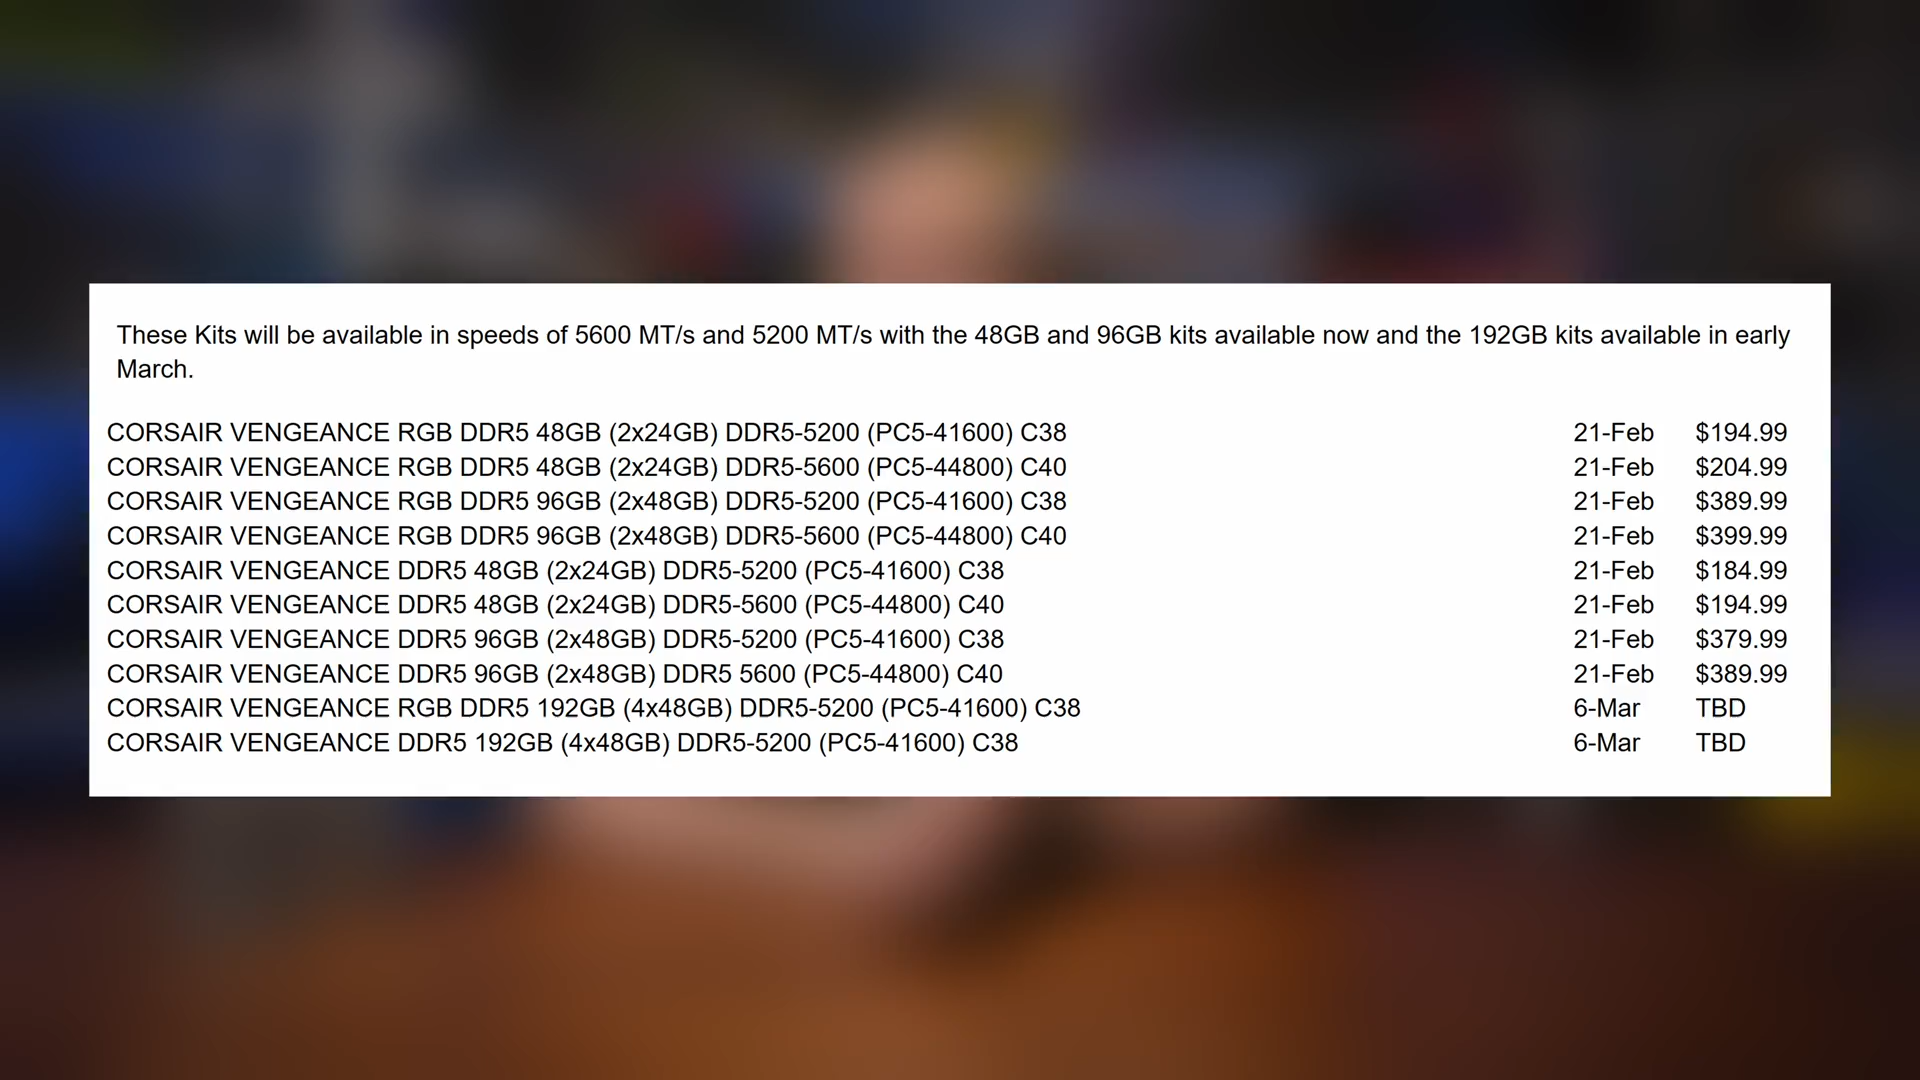 These Kits will be available in speeds of 5600 MT/s and 5200 MT/s with the 48GB and 96GB kits available now and the 192GB kits available in early
March.
CORSAIR VENGEANCE RGB DDR5 48GB (2x24GB) DDR5-5200 (PC5-41600) C38 21-Feb $194.99
CORSAIR VENGEANCE RGB DDR5 48GB (2x24GB) DDR5-5600 (PC5-44800) C40 21-Feb $204.99
CORSAIR VENGEANCE RGB DDR5 96GB (2x48GB) DDR5-5200 (PC5-41600) C38 21-Feb $389.99
CORSAIR VENGEANCE RGB DDR5 96GB (2x48GB) DDR5-5600 (PC5-44800) C40 21-Feb $399.99
CORSAIR VENGEANCE DDR5 48GB (2x24GB) DDR5-5200 (PC5-41600) C38 21-Feb $184.99
CORSAIR VENGEANCE DDR5 48GB (2x24GB) DDR5-5600 (PC5-44800) C40 21-Feb $194.99
CORSAIR VENGEANCE DDR5 96GB (2x48GB) DDR5-5200 (PC5-41600) C38 21-Feb $379.99
CORSAIR VENGEANCE DDR5 96GB (2x48GB) DDR5 5600 (PC5-44800) C40 21-Feb $389.99
CORSAIR VENGEANCE RGB DDR5 192GB (4x48GB) DDR5-5200 (PC5-41600) C38 6-Mar TBD
CORSAIR VENGEANCE DDR5 192GB (4x48GB) DDR5-5200 (PC5-41600) C38 6-Mar TBD